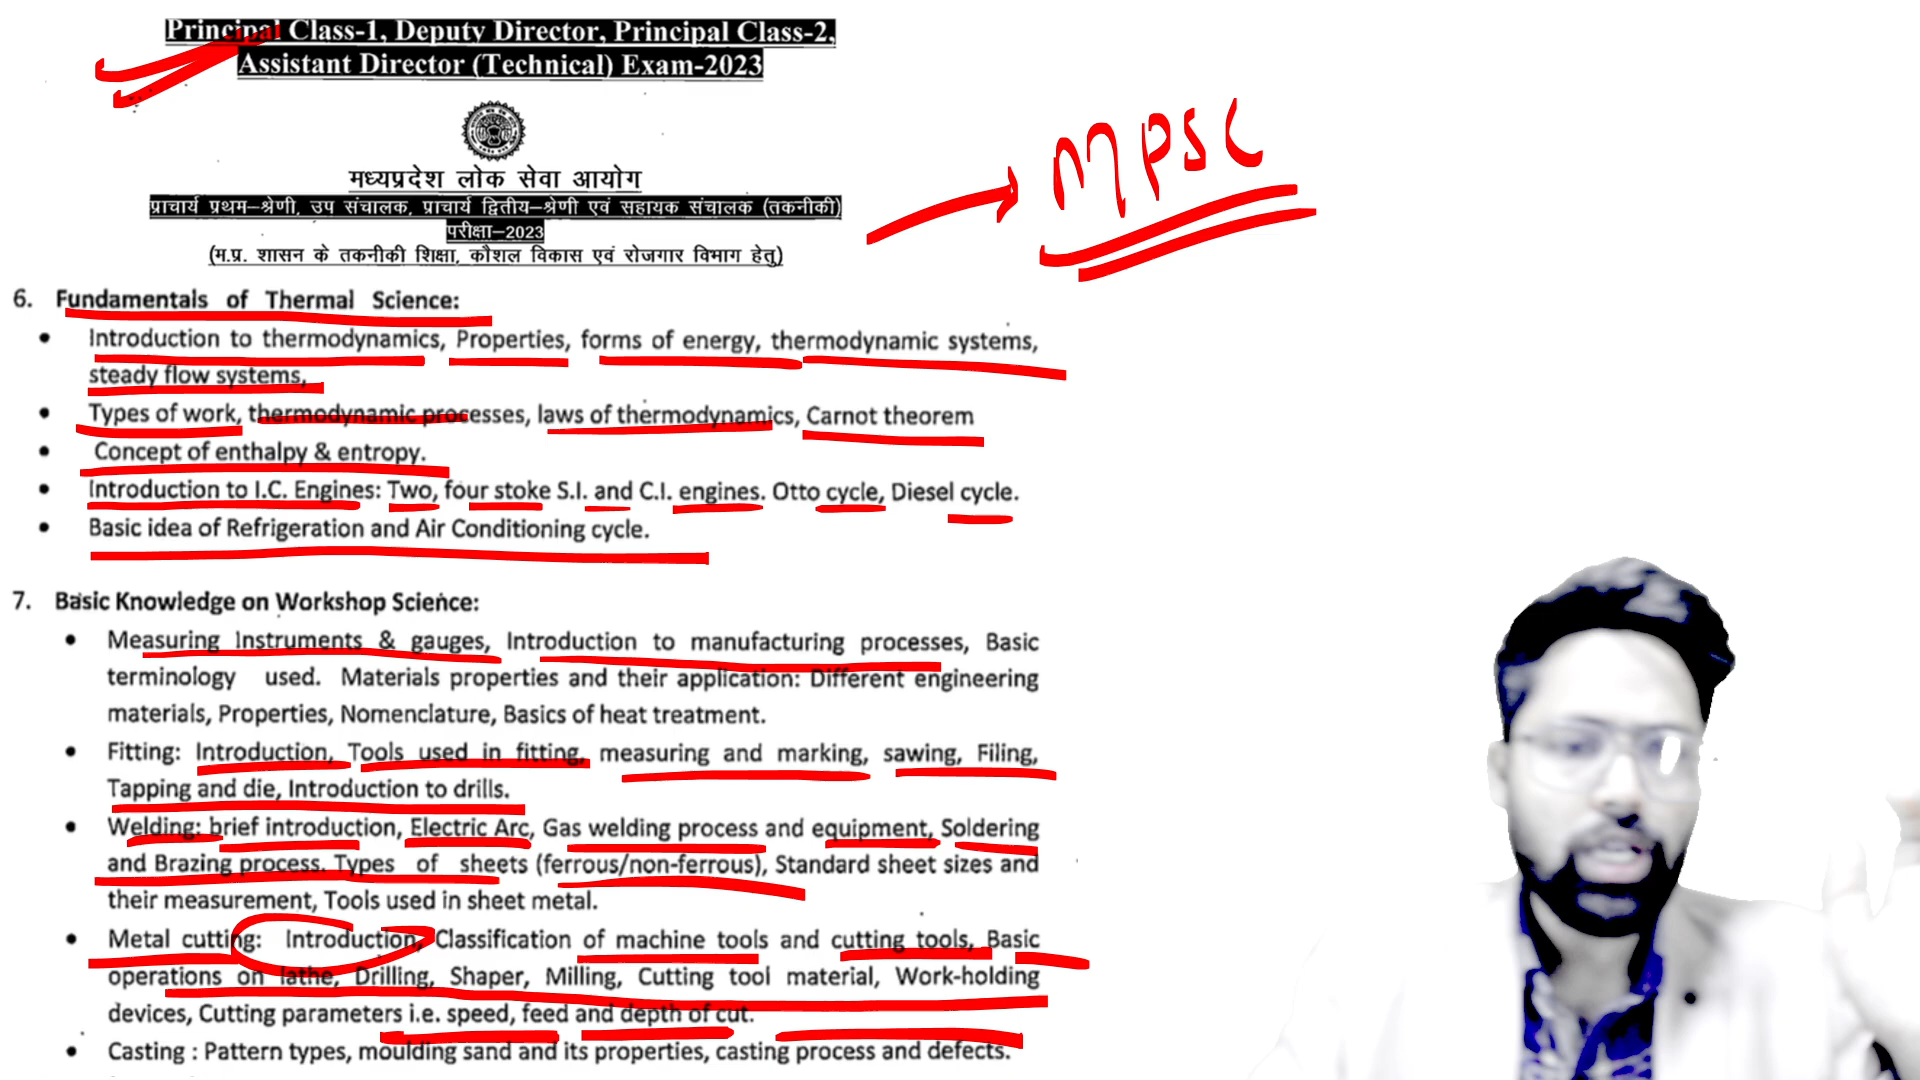 Principal Class-1, Deputy Director, Principal Class-2,
Assistant Director (Technical) Exam-2023
MPSC
मध्यप्रदेश लोक सेवा आयोग
प्राचार्य प्रथम–श्रेणी, उप संचालक, प्राचार्य द्वितीय–श्रेणी एवं सहायक संचालक (तकनीकी)
परीक्षा–2023
(म.प्र. शासन के तकनीकी शिक्षा, कौशल विकास एवं रोजगार विभाग हेतु)
6. Fundamentals of Thermal Science:
• Introduction to thermodynamics, Properties, forms of energy, thermodynamic systems,
steady flow systems,
• Types of work, thermodynamic processes, laws of thermodynamics, Carnot theorem
• Concept of enthalpy & entropy.
• Introduction to I.C. Engines: Two, four stoke S.I. and C.I. engines. Otto cycle, Diesel cycle.
• Basic idea of Refrigeration and Air Conditioning cycle.
7. Basic Knowledge on Workshop Science:
• Measuring Instruments & gauges, Introduction to manufacturing processes, Basic
terminology used. Materials properties and their application: Different engineering
materials, Properties, Nomenclature, Basics of heat treatment.
• Fitting: Introduction, Tools used in fitting, measuring and marking, sawing, Filing,
Tapping and die, Introduction to drills.
• Welding: brief introduction, Electric Arc, Gas welding process and equipment, Soldering
and Brazing process. Types of sheets (ferrous/non-ferrous), Standard sheet sizes and
their measurement, Tools used in sheet metal.
• Metal cutting: Introduction, Classification of machine tools and cutting tools, Basic
operations on lathe, Drilling, Shaper, Milling, Cutting tool material, Work-holding
devices, Cutting parameters i.e. speed, feed and depth of cut.
• Casting : Pattern types, moulding sand and its properties, casting process and defects.